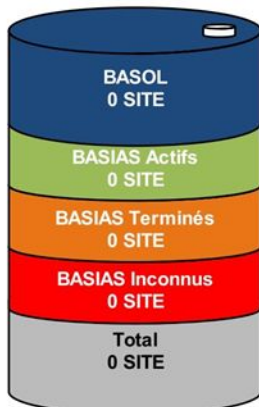 BASOL
0 SITE
BASIAS Actifs
0 SITE
BASIAS Terminés
0 SITE
BASIAS Inconnus
0 SITE
Total
0 SITE